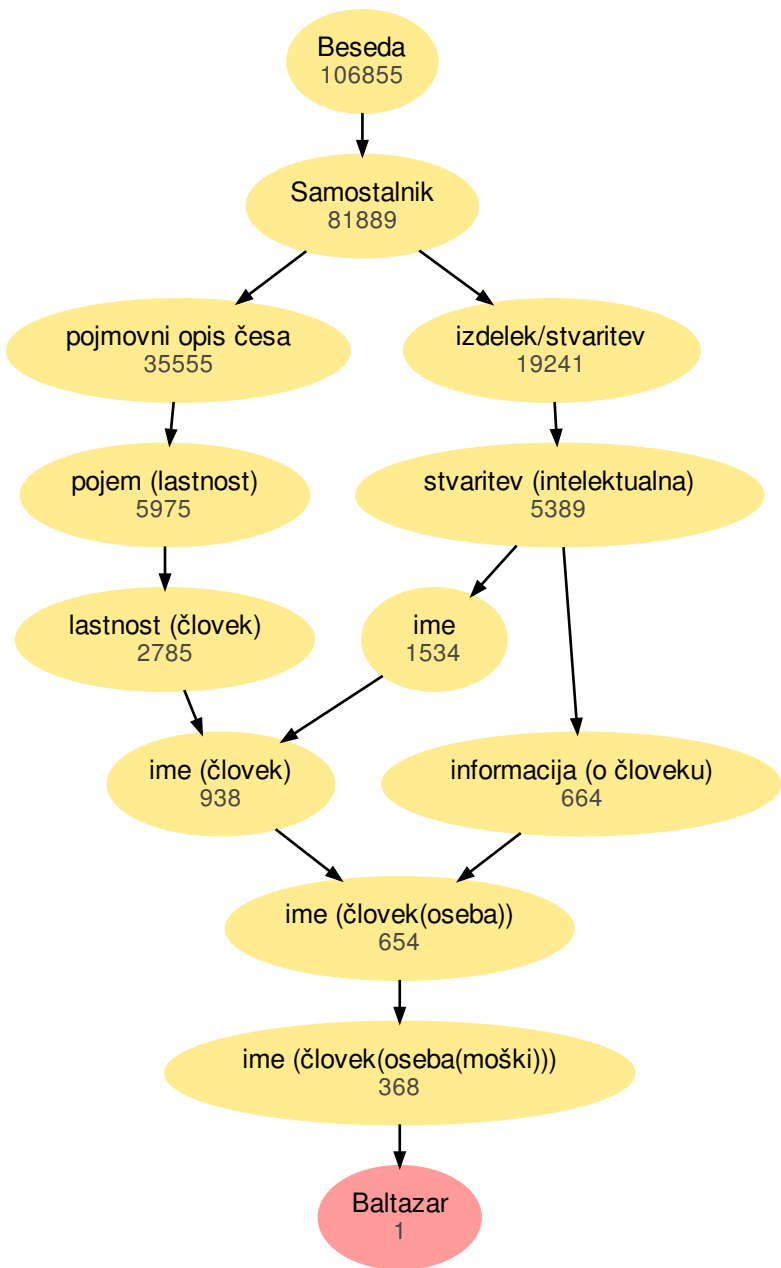 Beseda
106855
Samostalnik
81889
pojmovni opis česa
35555
izdelek/stvaritev
19241
pojem (lastnost)
5975
stvaritev (intelektualna)
5389
lastnost (človek)
2785
ime
1534
ime (človek)
938
informacija (o človeku)
664
ime (človek(oseba))
654
ime (človek(oseba(moški)))
368
Baltazar
1